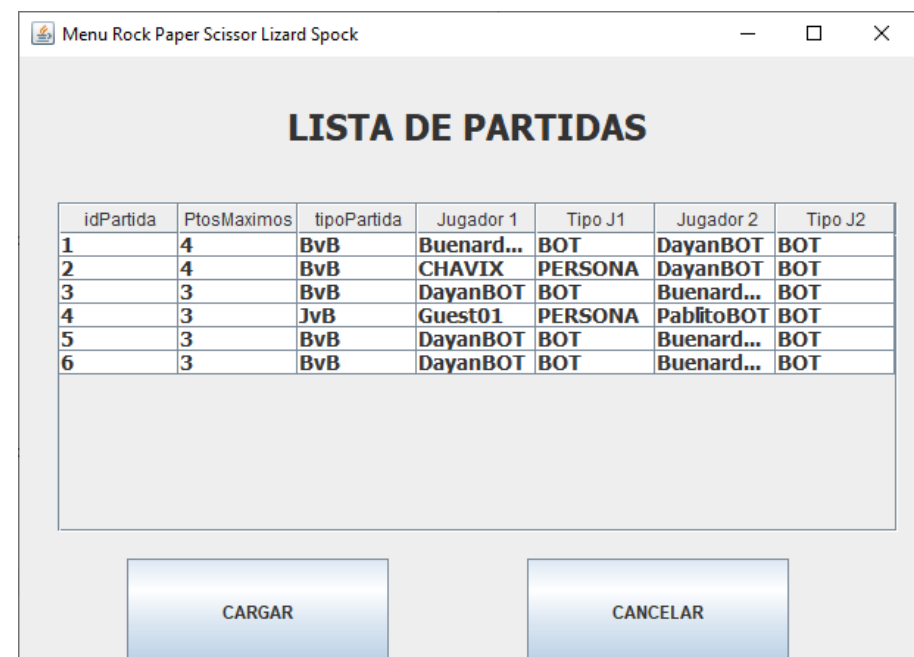 Menu Rock Paper Scissor Lizard Spock
LISTA DE PARTIDAS
idPartida PtosMaximos tipoPartida Jugador 1 Tipo J1 Jugador 2 Tipo J2
1 4 BvB Buenard... BOT DayanBOT BOT
2 4 BvB CHAVIX PERSONA DayanBOT BOT
3 3 BvB DayanBOT BOT Buenard... BOT
4 3 JvB Guest01 PERSONA PablitoBOT BOT
5 3 BvB DayanBOT BOT Buenard... BOT
6 3 BvB DayanBOT BOT Buenard... BOT
CARGAR CANCELAR